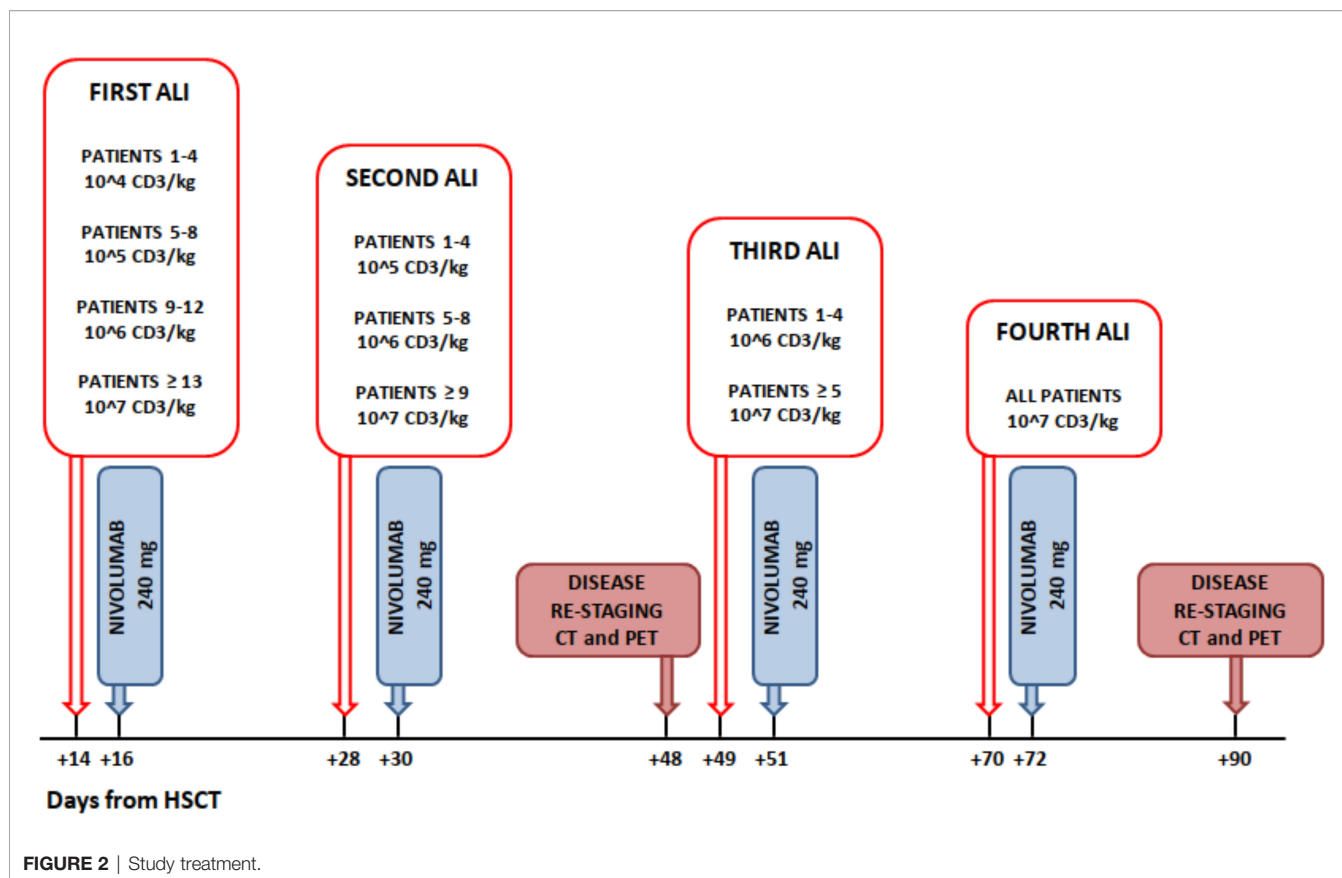 FIRST ALI
PATIENTS 1-4
10^4 CD3/kg
PATIENTS 5-8
10^5 CD3/kg
PATIENTS 9-12
10^6 CD3/kg
PATIENTS ≥ 13
10^7 CD3/kg
SECOND ALI
PATIENTS 1-4
10^5 CD3/kg
PATIENTS 5-8
10^6 CD3/kg
PATIENTS ≥ 9
10^7 CD3/kg
THIRD ALI
PATIENTS 1-4
10^6 CD3/kg
PATIENTS ≥ 5
10^7 CD3/kg
FOURTH ALI
ALL PATIENTS
10^7 CD3/kg
NIVOLUMAB
240 mg
NIVOLUMAB
240 mg
DISEASE
RE-STAGING
CT and PET
NIVOLUMAB
240 mg
NIVOLUMAB
240 mg
DISEASE
RE-STAGING
CT and PET
+14 +16 +28 +30 +48 +49 +51 +70 +72 +90
Days from HSCT
FIGURE 2 | Study treatment.